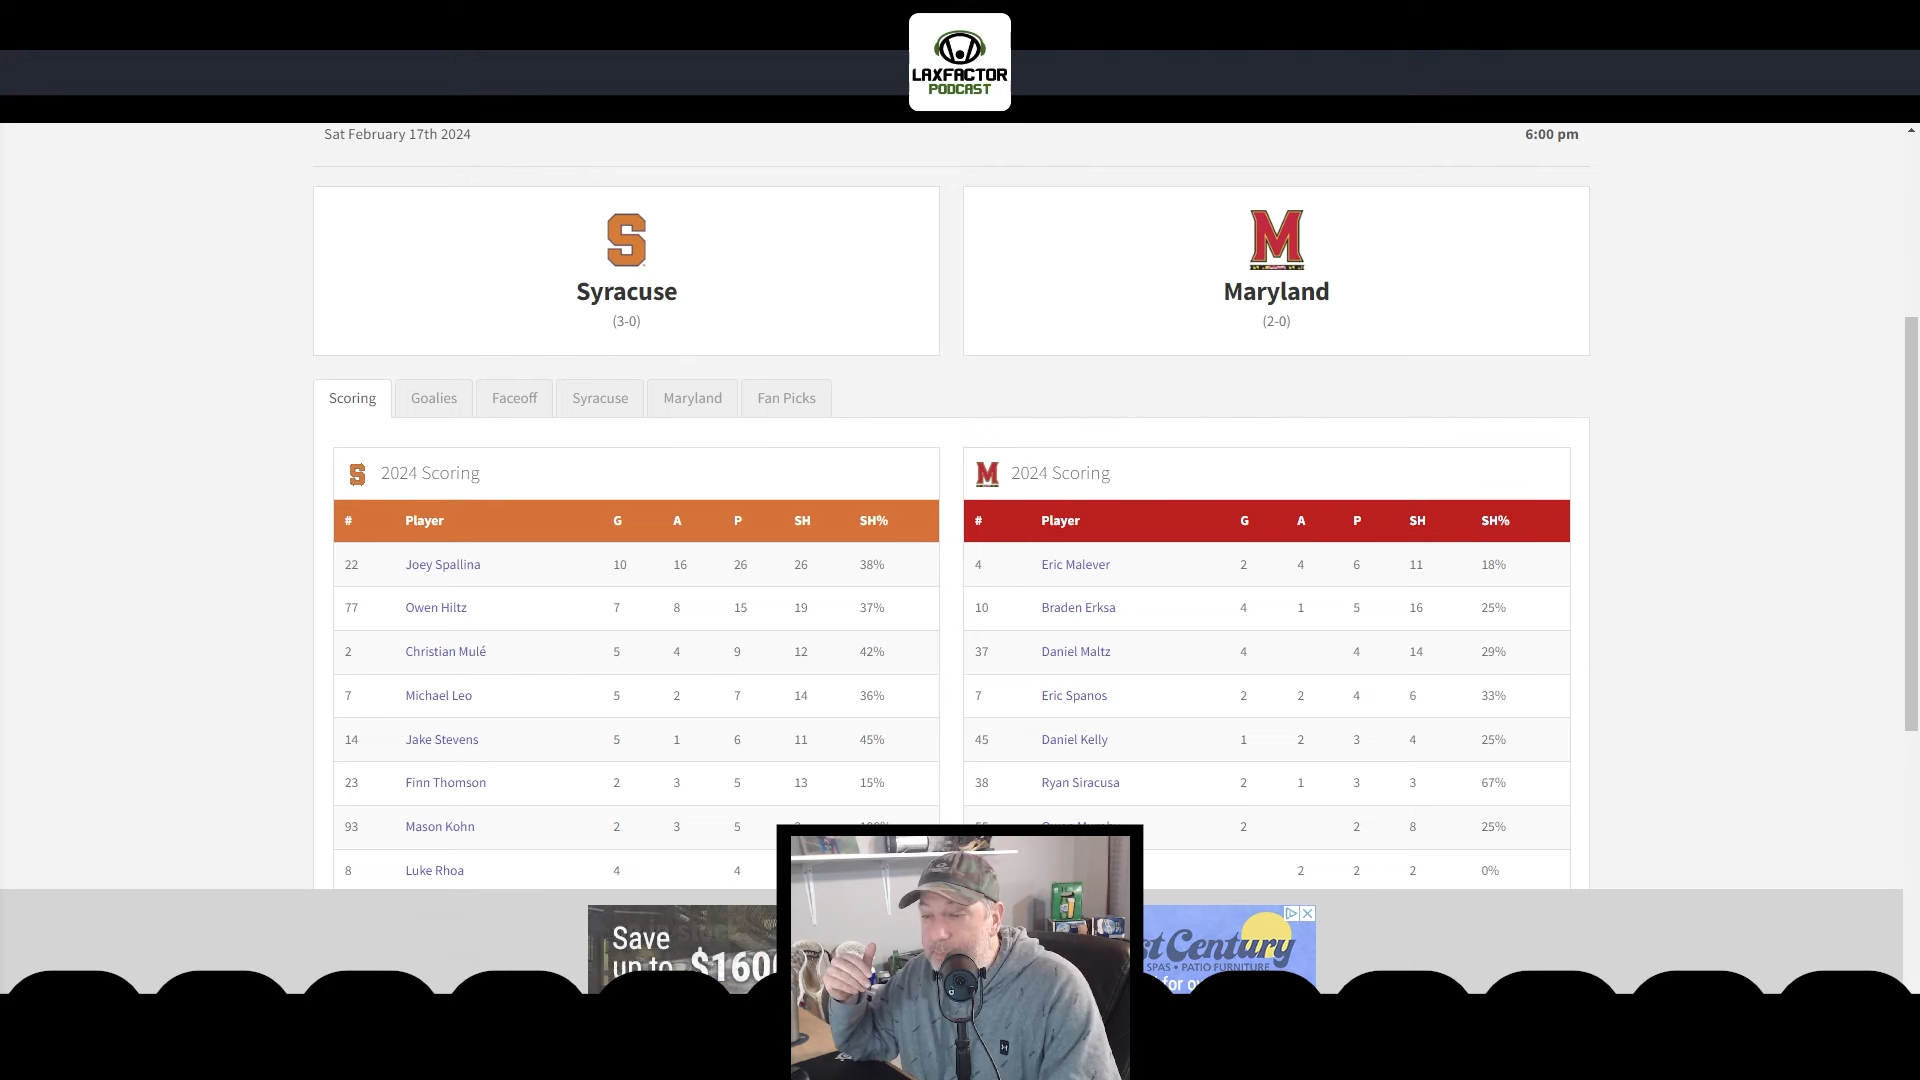 LAXFACTOR
PODCAST
Sat February 17th 2024 6:00 pm
Syracuse
(3-0)
Maryland
(2-0)
Scoring Goalies Faceoff Syracuse Maryland Fan Picks
2024 Scoring
# Player G A P SH SH%
22 Joey Spallina 10 16 26 26 38%
77 Owen Hiltz 7 8 15 19 37%
2 Christian Mulé 5 4 9 12 42%
7 Michael Leo 5 2 7 14 36%
14 Jake Stevens 5 1 6 11 45%
23 Finn Thomson 2 3 5 13 15%
93 Mason Kohn 2 3 5
8 Luke Rhoa 4 4
2024 Scoring
# Player G A P SH SH%
4 Eric Malever 2 4 6 11 18%
10 Braden Erksa 4 1 5 16 25%
37 Daniel Maltz 4 4 14 29%
7 Eric Spanos 2 2 4 6 33%
45 Daniel Kelly 1 2 3 4 25%
38 Ryan Siracusa 2 1 3 3 67%
2 2 8 25%
2 2 2 0%
Save
up to $1600
st Century
SPAS • PATIO FURNITURE